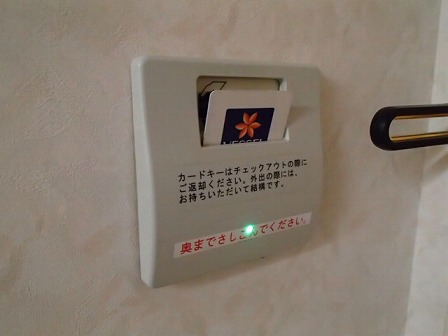 カードキーはチェックアウトの際に
ご返却ください。外出の際には、
お持ちいただいて結構です。
奥までさしこんでください。